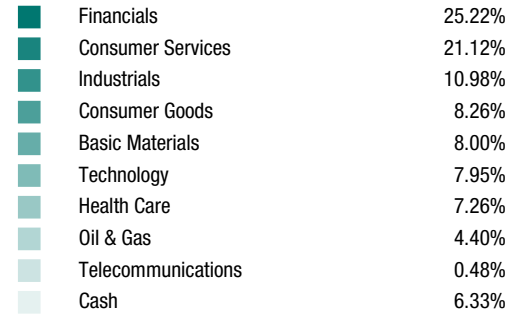 Financials 25.22%
Consumer Services 21.12%
Industrials 10.98%
Consumer Goods 8.26%
Basic Materials 8.00%
Technology 7.95%
Health Care 7.26%
Oil & Gas 4.40%
Telecommunications 0.48%
Cash 6.33%